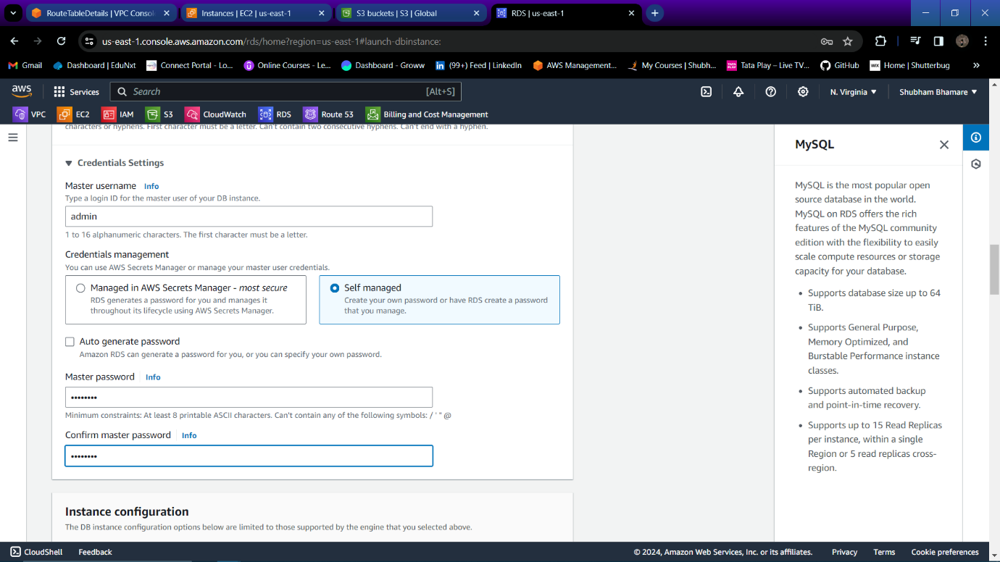 RouteTableDetails | VPC Consol
Instances | EC2 | us-east-1
S3 buckets | S3 | Global
RDS | us-east-1
us-east-1.console.aws.amazon.com/rds/home?region=us-east-1#launch-dbinstance:
Gmail
Dashboard | EduNxt
Connect Portal - Lo...
Online Courses - Le...
Dashboard - Groww
(99+) Feed | LinkedIn
AWS Management...
My Courses | Shubh...
Tata Play – Live TV...
GitHub
Home | Shutterbug
aws
Services
Search
[Alt+S]
N. Virginia
Shubham Bhamare
VPC
EC2
IAM
S3
CloudWatch
RDS
Route 53
Billing and Cost Management
characters or hyphens. First character must be a letter. Can't contain two consecutive hyphens. Can't end with a hyphen.
Credentials Settings
Master username Info
Type a login ID for the master user of your DB instance.
admin
1 to 16 alphanumeric characters. The first character must be a letter.
Credentials management
You can use AWS Secrets Manager or manage your master user credentials.
Managed in AWS Secrets Manager - most secure
RDS generates a password for you and manages it
throughout its lifecycle using AWS Secrets Manager.
Self managed
Create your own password or have RDS create a password
that you manage.
Auto generate password
Amazon RDS can generate a password for you, or you can specify your own password.
Master password Info
••••••••
Minimum constraints: At least 8 printable ASCII characters. Can't contain any of the following symbols: / ' " @
Confirm master password Info
••••••••
Instance configuration
The DB instance configuration options below are limited to those supported by the engine that you selected above.
MySQL
MySQL is the most popular open
source database in the world.
MySQL on RDS offers the rich
features of the MySQL community
edition with the flexibility to easily
scale compute resources or storage
capacity for your database.
• Supports database size up to 64
TiB.
• Supports General Purpose,
Memory Optimized, and
Burstable Performance instance
classes.
• Supports automated backup
and point-in-time recovery.
• Supports up to 15 Read Replicas
per instance, within a single
Region or 5 read replicas cross-
region.
CloudShell
Feedback
© 2024, Amazon Web Services, Inc. or its affiliates.
Privacy
Terms
Cookie preferences